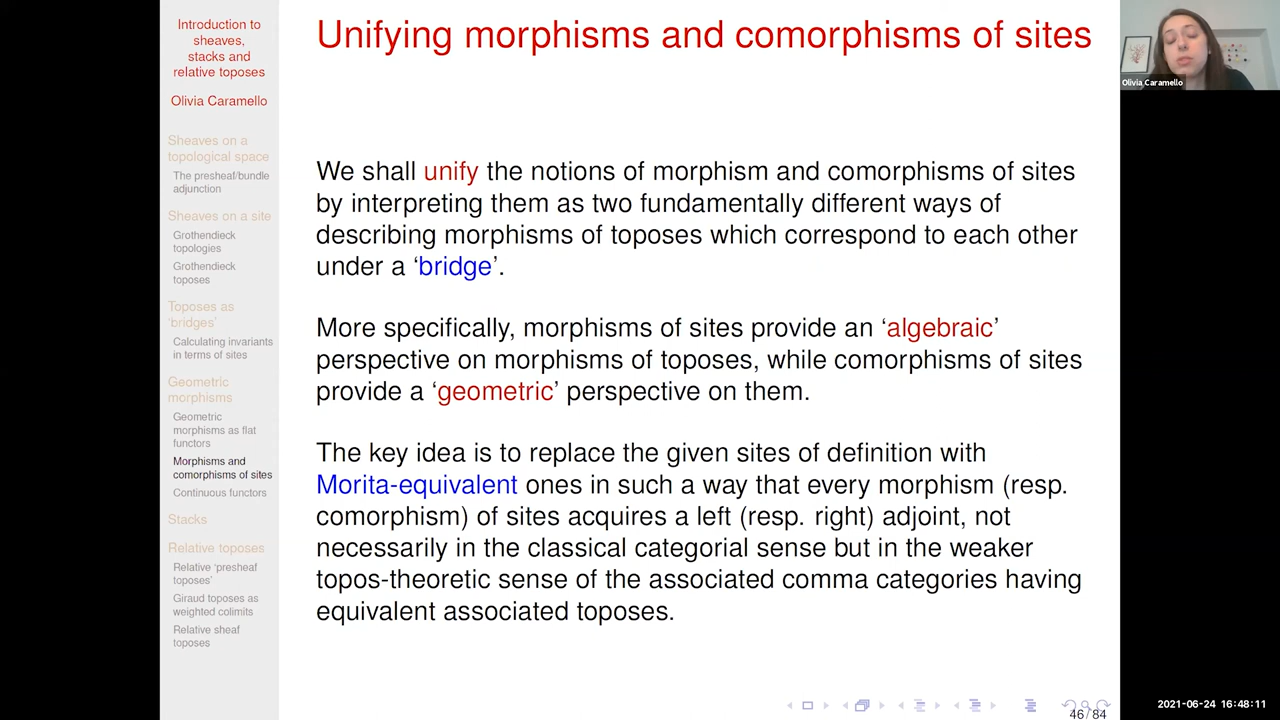 Introduction to
sheaves,
stacks and
relative toposes
Olivia Caramello
Sheaves on a
topological space
The presheaf/bundle
adjunction
Sheaves on a site
Grothendieck
topologies
Grothendieck
toposes
Toposes as
‘bridges’
Calculating invariants
in terms of sites
Geometric
morphisms
Geometric
morphisms as flat
functors
Morphisms and
comorphisms of sites
Continuous functors
Stacks
Relative toposes
Relative ‘presheaf
toposes’
Giraud toposes as
weighted colimits
Relative sheaf
toposes
Unifying morphisms and comorphisms of sites
We shall unify the notions of morphism and comorphisms of sites
by interpreting them as two fundamentally different ways of
describing morphisms of toposes which correspond to each other
under a ‘bridge’.
More specifically, morphisms of sites provide an ‘algebraic’
perspective on morphisms of toposes, while comorphisms of sites
provide a ‘geometric’ perspective on them.
The key idea is to replace the given sites of definition with
Morita-equivalent ones in such a way that every morphism (resp.
comorphism) of sites acquires a left (resp. right) adjoint, not
necessarily in the classical categorial sense but in the weaker
topos-theoretic sense of the associated comma categories having
equivalent associated toposes.
46/84
Olivia Caramello
2021-06-24 16:48:11